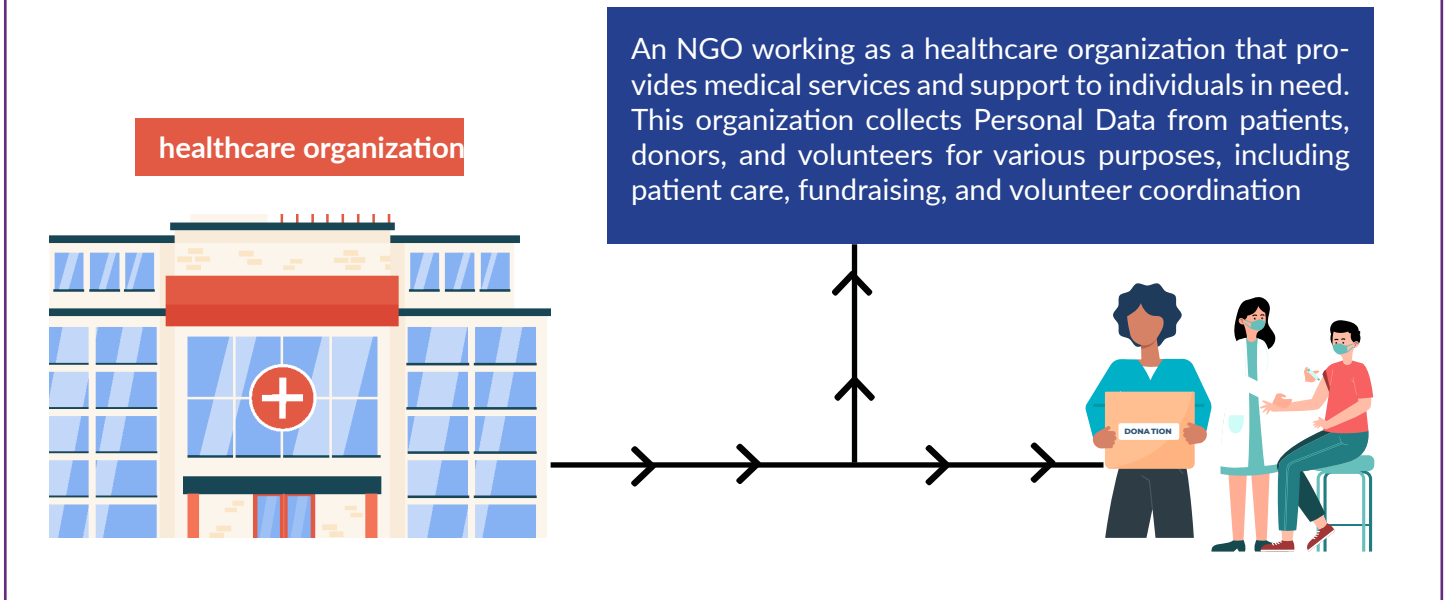 healthcare organization
An NGO working as a healthcare organization that pro-
vides medical services and support to individuals in need.
This organization collects Personal Data from patients,
donors, and volunteers for various purposes, including
patient care, fundraising, and volunteer coordination
DONATION